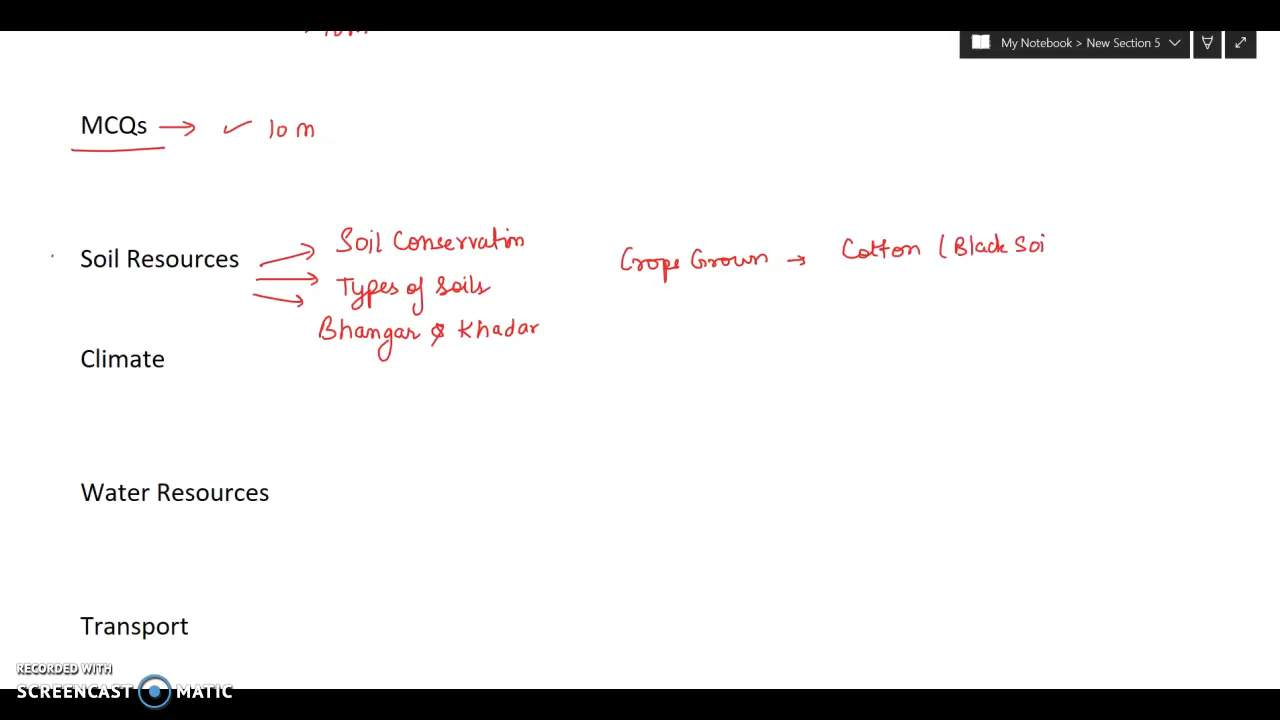 My Notebook > New Section 5
MCQs → ✓ 10 m
Soil Resources
Soil Conservatin
Types of Soils
Bhangar & Khadar
Crops Grown → Cotton (Black Soi
Climate
Water Resources
Transport
RECORDED WITH
SCREENCAST MATIC